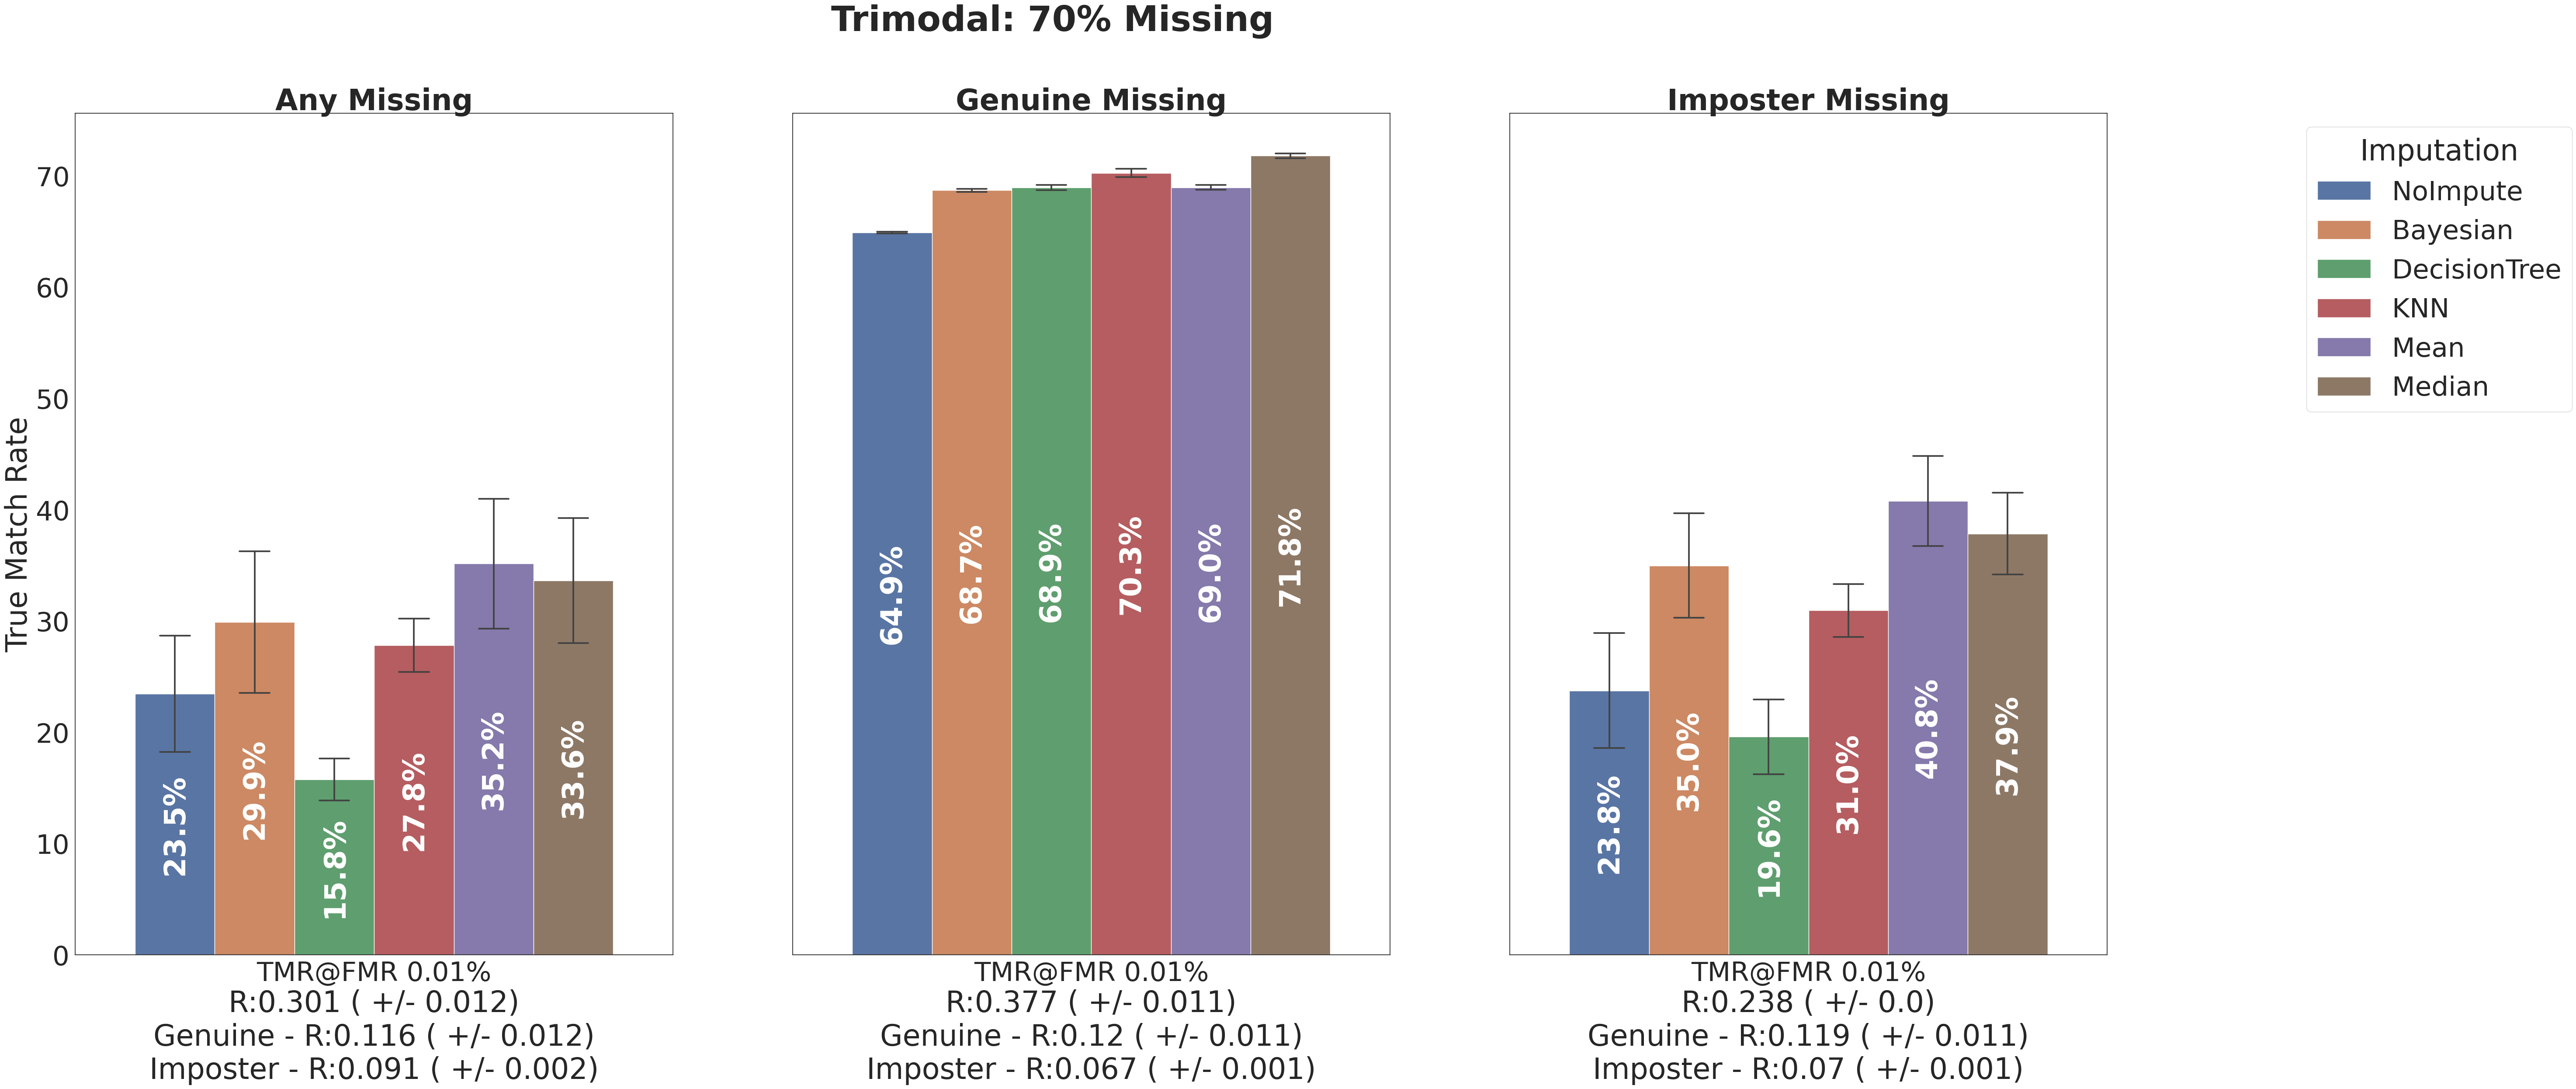 Trimodal: 70% Missing
Any Missing
Genuine Missing
Imposter Missing
True Match Rate
70
60
50
40
30
20
10
0
23.5%
29.9%
15.8%
27.8%
35.2%
33.6%
64.9%
68.7%
68.9%
70.3%
69.0%
71.8%
23.8%
35.0%
19.6%
31.0%
40.8%
37.9%
TMR@FMR 0.01%
R:0.301 ( +/- 0.012)
Genuine - R:0.116 ( +/- 0.012)
Imposter - R:0.091 ( +/- 0.002)
TMR@FMR 0.01%
R:0.377 ( +/- 0.011)
Genuine - R:0.12 ( +/- 0.011)
Imposter - R:0.067 ( +/- 0.001)
TMR@FMR 0.01%
R:0.238 ( +/- 0.0)
Genuine - R:0.119 ( +/- 0.011)
Imposter - R:0.07 ( +/- 0.001)
Imputation
NoImpute
Bayesian
DecisionTree
KNN
Mean
Median